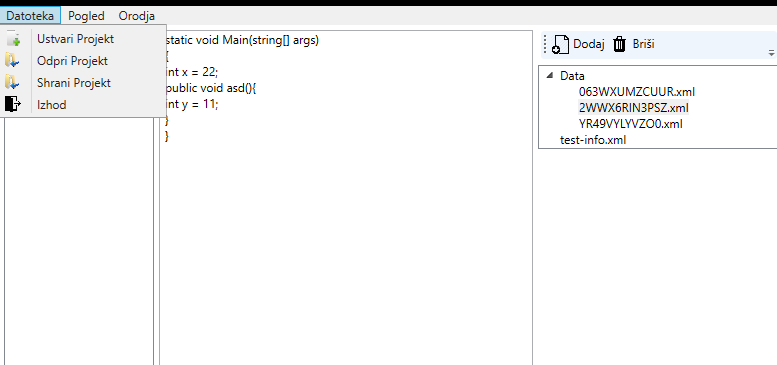 Datoteka Pogled Orodja
Ustvari Projekt
Odpri Projekt
Shrani Projekt
Izhod
static void Main(string[] args)
{
int x = 22;
public void asd(){
int y = 11;
}
}
Dodaj Briši
Data
063WXUMZCUUR.xml
2WWX6RIN3PSZ.xml
YR49VYLYVZO0.xml
test-info.xml